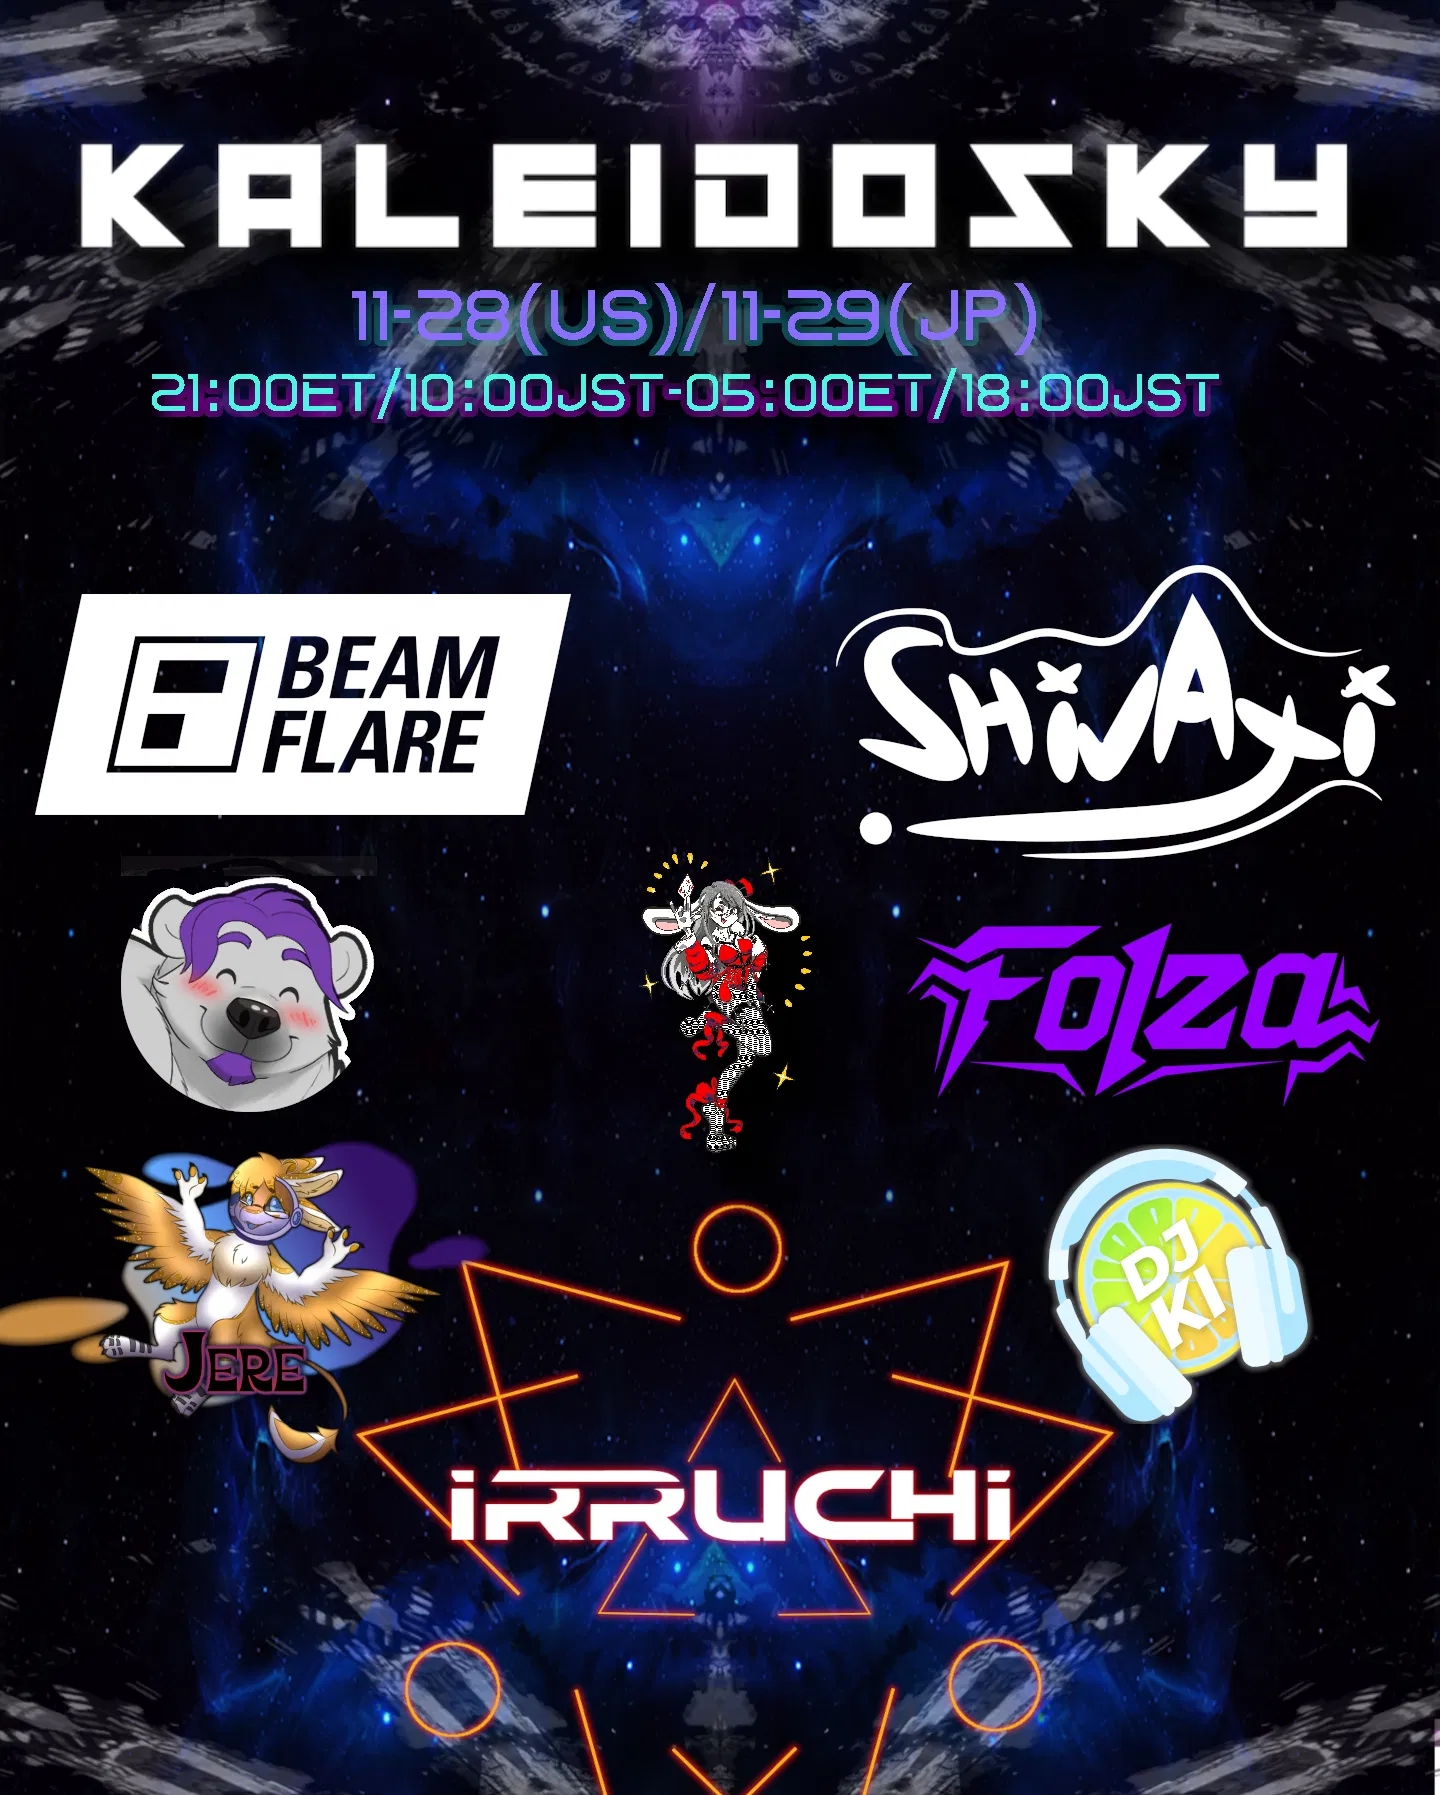 KALEIDOSKY
11-28(US)/11-29(JP)
21:00ET/10:00JST-05:00ET/18:00JST
BEAM
FLARE
SHiNAxi
Folza
JERE
DJ
KI
iRRUCHi